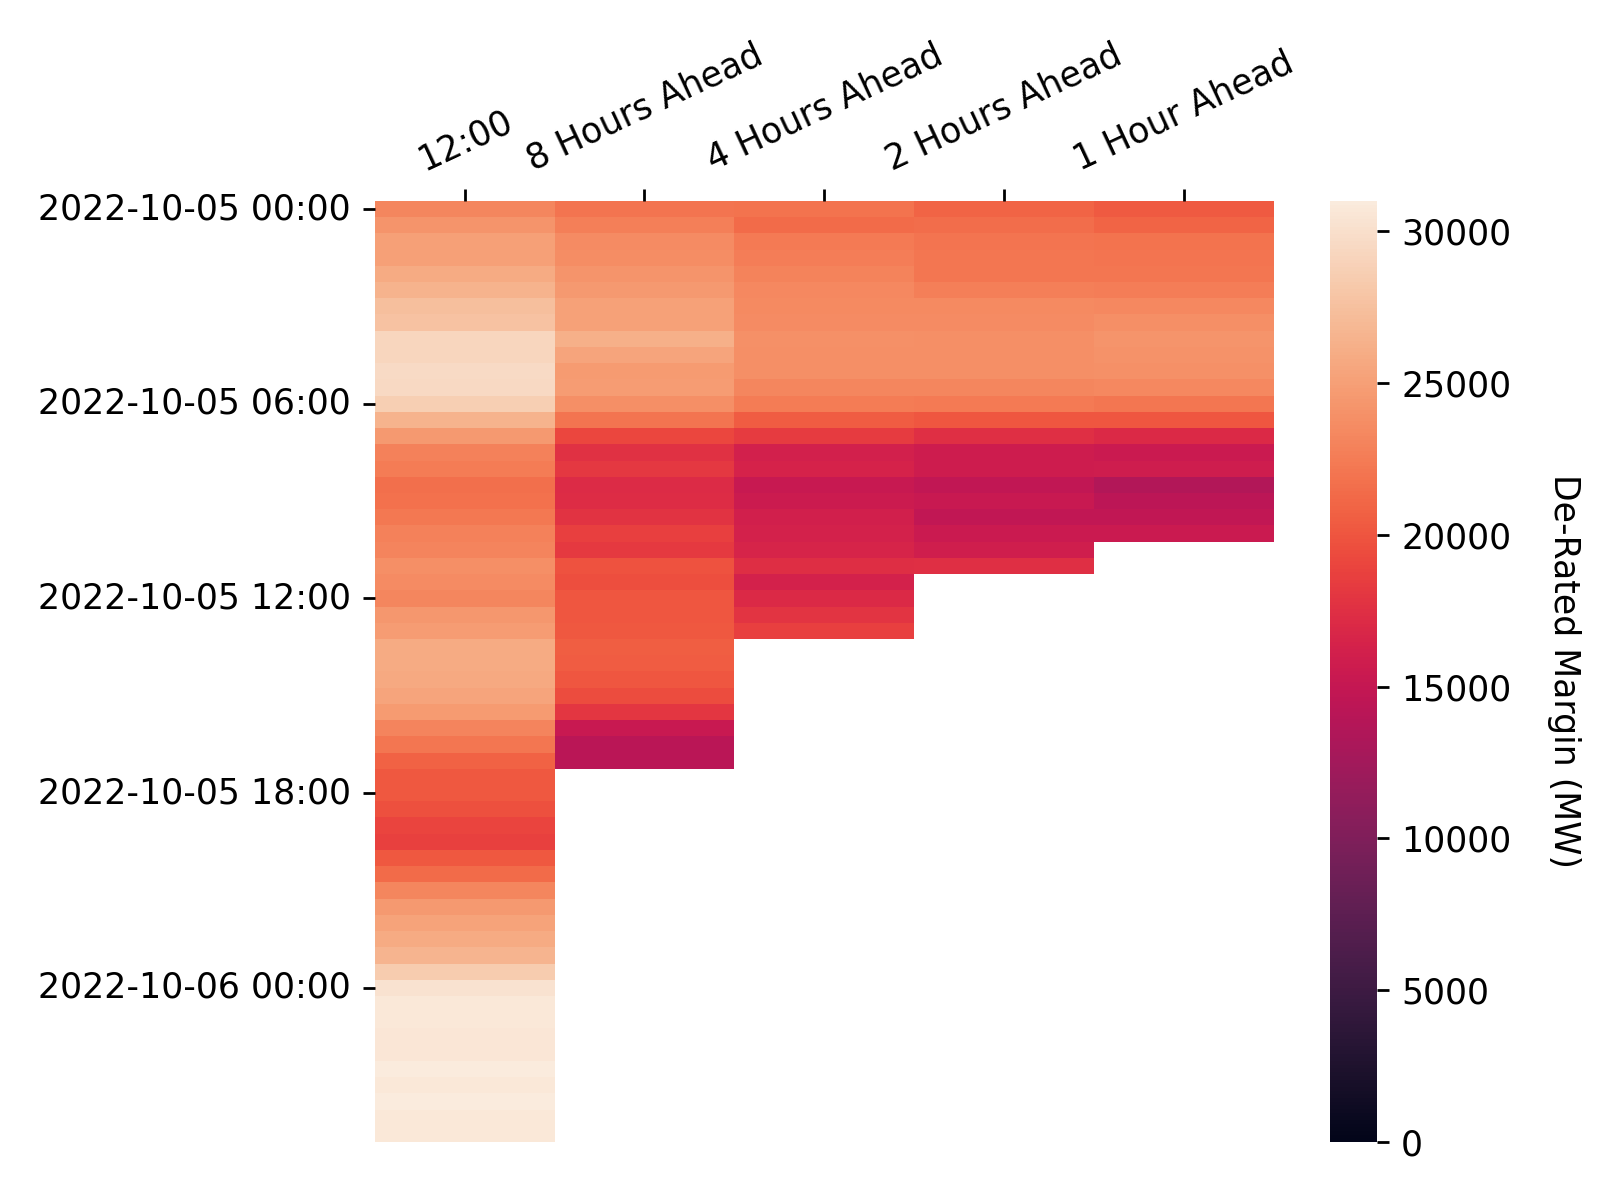 12:00
8 Hours Ahead
4 Hours Ahead
2 Hours Ahead
1 Hour Ahead
2022-10-05 00:00
2022-10-05 06:00
2022-10-05 12:00
2022-10-05 18:00
2022-10-06 00:00
30000
25000
20000
15000
10000
5000
0
De-Rated Margin (MW)